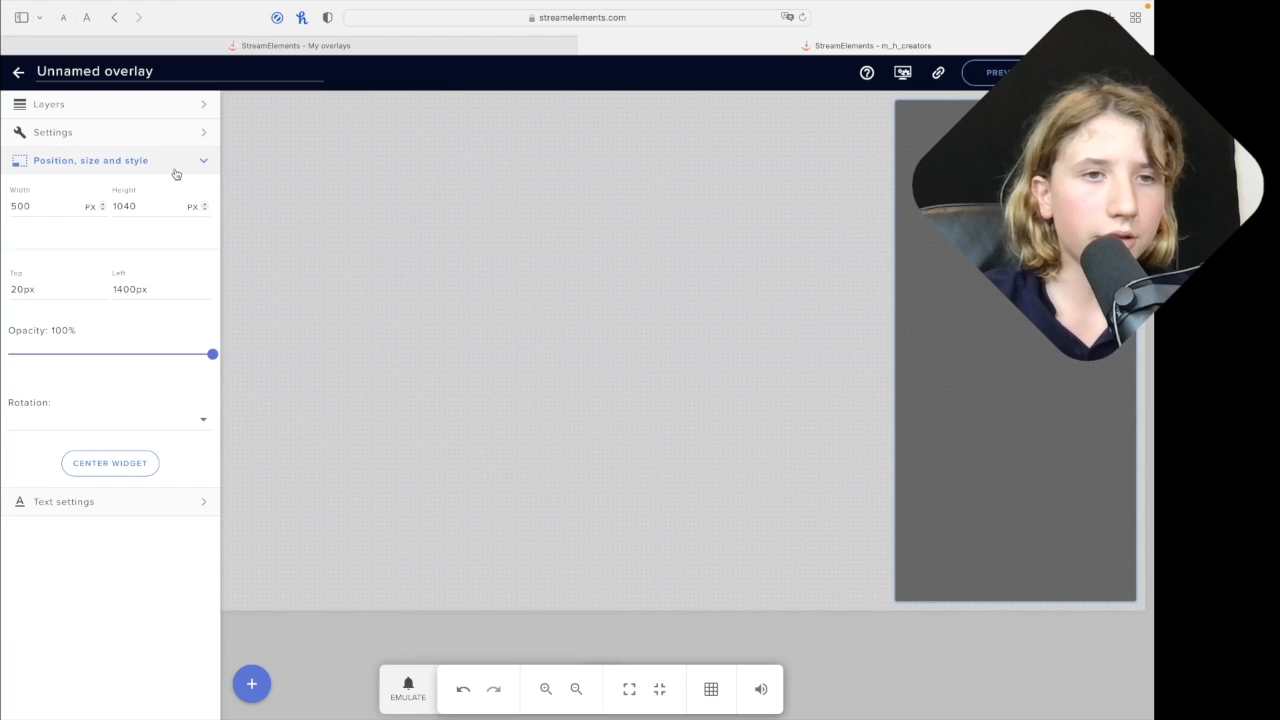 A A streamelements.com
StreamElements - My overlays
StreamElements - m_h_creators
Unnamed overlay
Layers
Settings
Position, size and style
Width Height
500 PX 1040 PX
Top Left
20px 1400px
Opacity: 100%
Rotation:
CENTER WIDGET
A Text settings
EMULATE